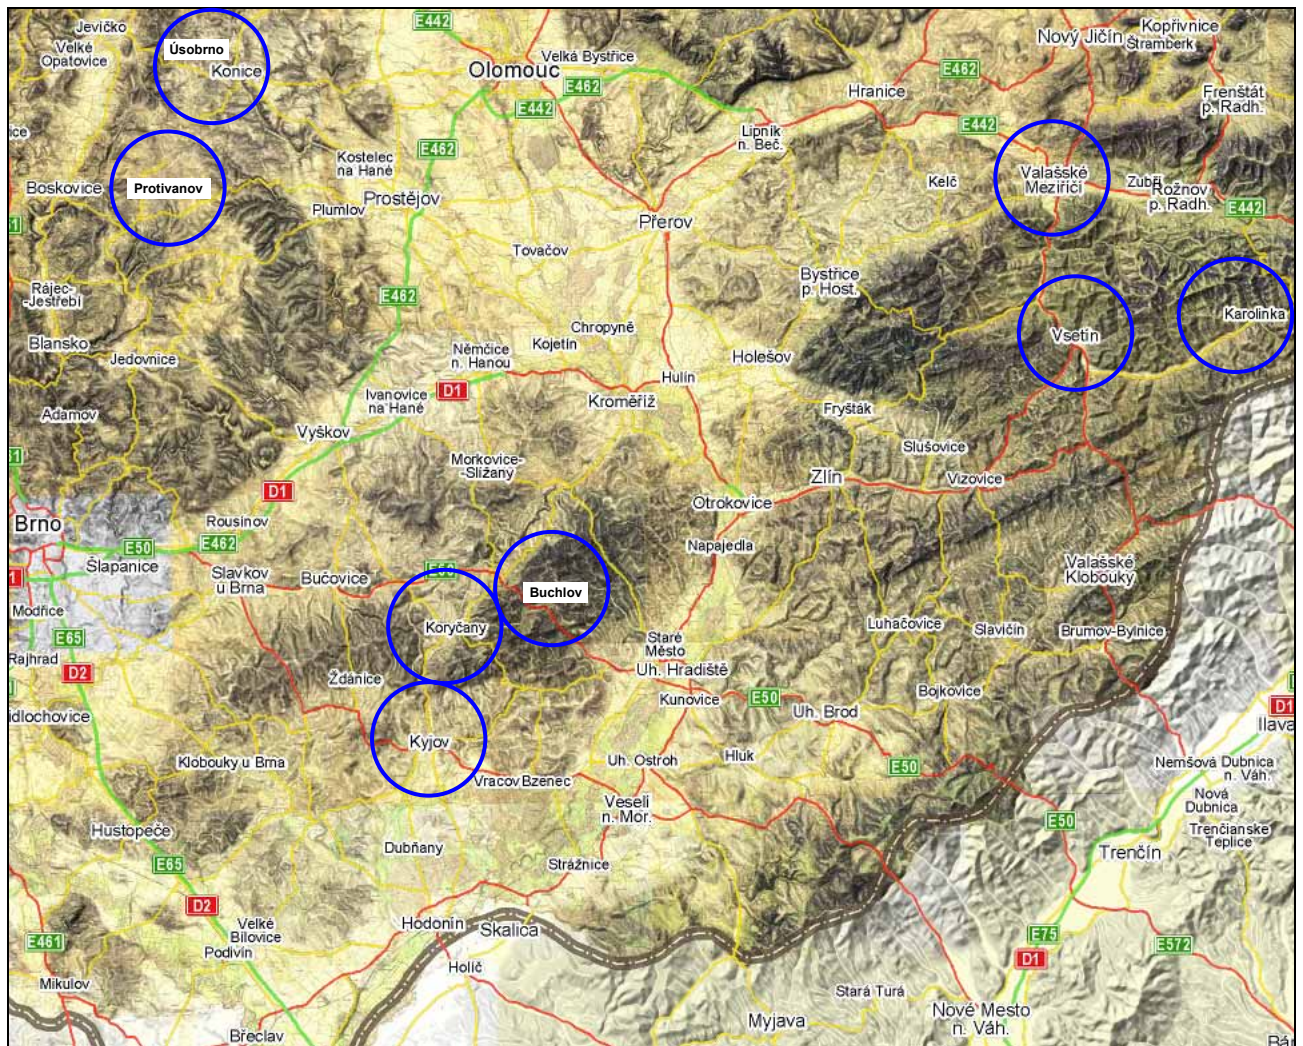 Jevíčko
E442
Nový Jičín
Kopřivnice
Štramberk
Velké
Opatovice
Úsobrno
Konice
Olomouc
Velká Bystřice
E462
E462
E442
Hranice
Frenštát
p. Radh.
ice
Lipník
n. Beč.
E442
E462
Kostelec
na Hané
Boskovice
Protivanov
Plumlov
Prostějov
Kelč
Valašské
Meziříčí
Zubří
Rožnov
p. Radh.
E442
Přerov
Tovačov
Bystřice
p. Host.
Rájec-
-Jestřebí
E462
Karolinka
Chropyně
Kojetín
Vsetín
Blansko
Jedovnice
Němčice
n. Hanou
Holešov
Hulín
D1
Ivanovice
na Hané
Kroměříž
Adamov
Fryšták
Vyškov
Slušovice
Morkovice-
-Slížany
Zlín
Vizovice
D1
Otrokovice
Brno
Rousínov
E50
E462
Napajedla
Šlapanice
Slavkov
u Brna
Bučovice
Valašské
Klobouky
Buchlov
Modřice
Koryčany
Luhačovice
Slavičín
Brumov-Bylnice
E65
Staré
Město
Rajhrad
D2
Ždánice
Uh. Hradiště
Kunovice
E50
Bojkovice
idlochovice
Uh. Brod
D1
Ilava
Kyjov
Klobouky u Brna
Uh. Ostroh
Hluk
E50
Nemšová
Dubnica
n. Váh.
Vracov
Bzenec
Nová
Dubnica
Veselí
n. Mor.
Hustopeče
E50
Trenčianske
Teplice
Dubňany
Trenčín
E65
Strážnice
D2
Velké
Bílovice
Hodonín
Skalica
E461
Podivín
E75
E572
D1
Holíč
Mikulov
Stará Turá
Nové Mesto
n. Váh.
Břeclav
Myjava